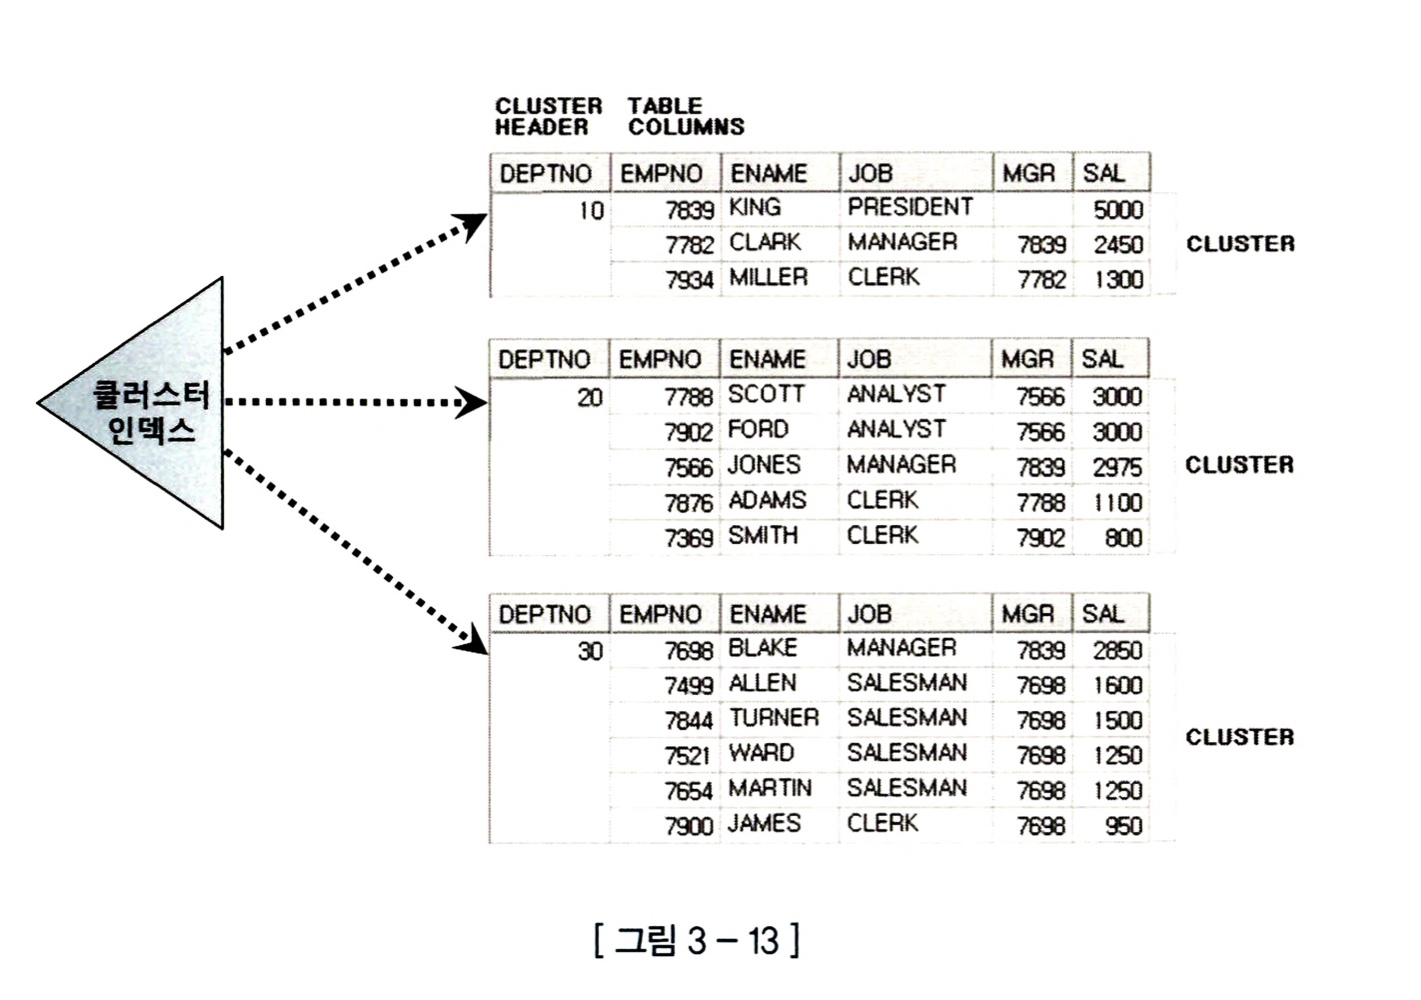 CLUSTER TABLE
HEADER COLUMNS
DEPTNO EMPNO ENAME JOB MGR SAL
10 7839 KING PRESIDENT 5000
7782 CLARK MANAGER 7839 2450
7934 MILLER CLERK 7782 1300
CLUSTER
DEPTNO EMPNO ENAME JOB MGR SAL
20 7788 SCOTT ANALYST 7566 3000
7902 FORD ANALYST 7566 3000
7566 JONES MANAGER 7839 2975
7876 ADAMS CLERK 7788 1100
7369 SMITH CLERK 7902 800
CLUSTER
클러스터
인덱스
DEPTNO EMPNO ENAME JOB MGR SAL
30 7698 BLAKE MANAGER 7839 2850
7499 ALLEN SALESMAN 7698 1600
7844 TURNER SALESMAN 7698 1500
7521 WARD SALESMAN 7698 1250
7654 MARTIN SALESMAN 7698 1250
7900 JAMES CLERK 7698 950
CLUSTER
[ 그림 3 – 13 ]